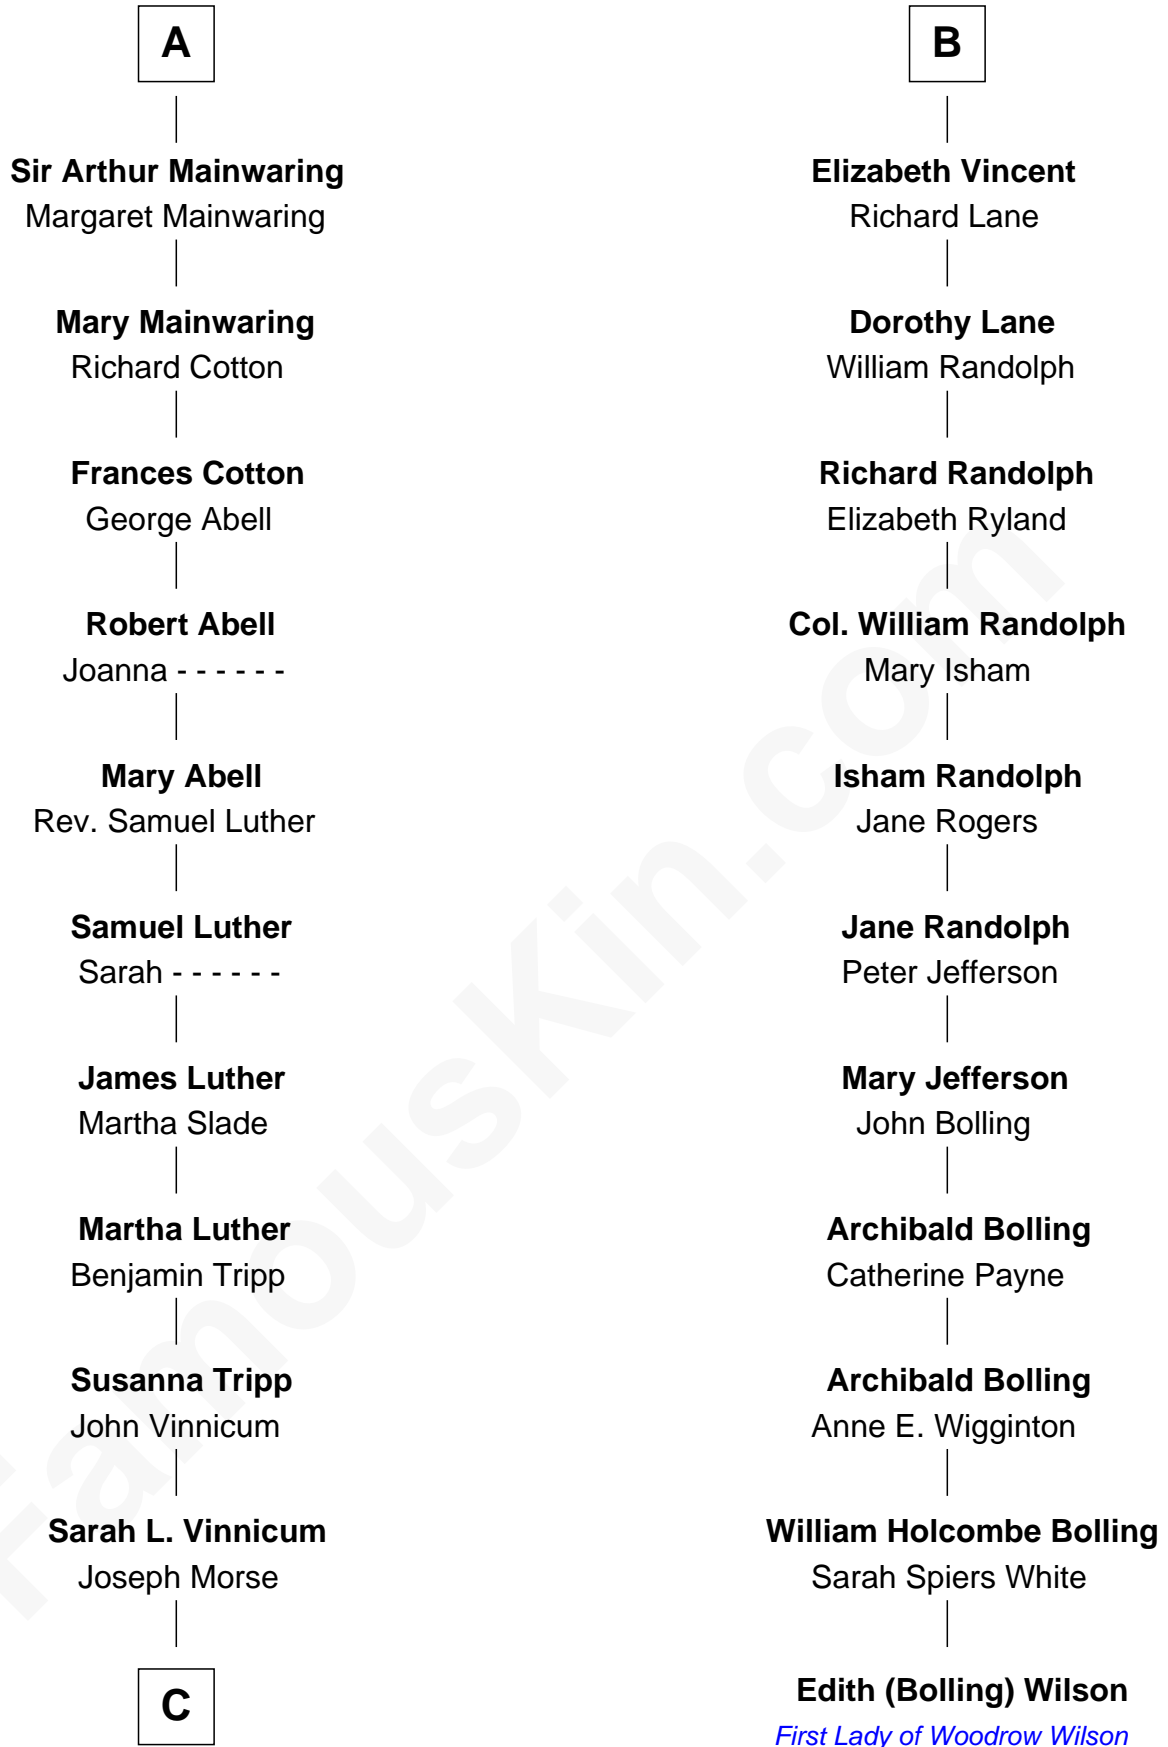 A
Sir Arthur Mainwaring
Margaret Mainwaring
Mary Mainwaring
Richard Cotton
Frances Cotton
George Abell
Robert Abell
Joanna - - - - - -
Mary Abell
Rev. Samuel Luther
Samuel Luther
Sarah - - - - - -
James Luther
Martha Slade
Martha Luther
Benjamin Tripp
Susanna Tripp
John Vinnicum
Sarah L. Vinnicum
Joseph Morse
C
B
Elizabeth Vincent
Richard Lane
Dorothy Lane
William Randolph
Richard Randolph
Elizabeth Ryland
Col. William Randolph
Mary Isham
Isham Randolph
Jane Rogers
Jane Randolph
Peter Jefferson
Mary Jefferson
John Bolling
Archibald Bolling
Catherine Payne
Archibald Bolling
Anne E. Wigginton
William Holcombe Bolling
Sarah Spiers White
Edith (Bolling) Wilson
First Lady of Woodrow Wilson
FamousKin.com